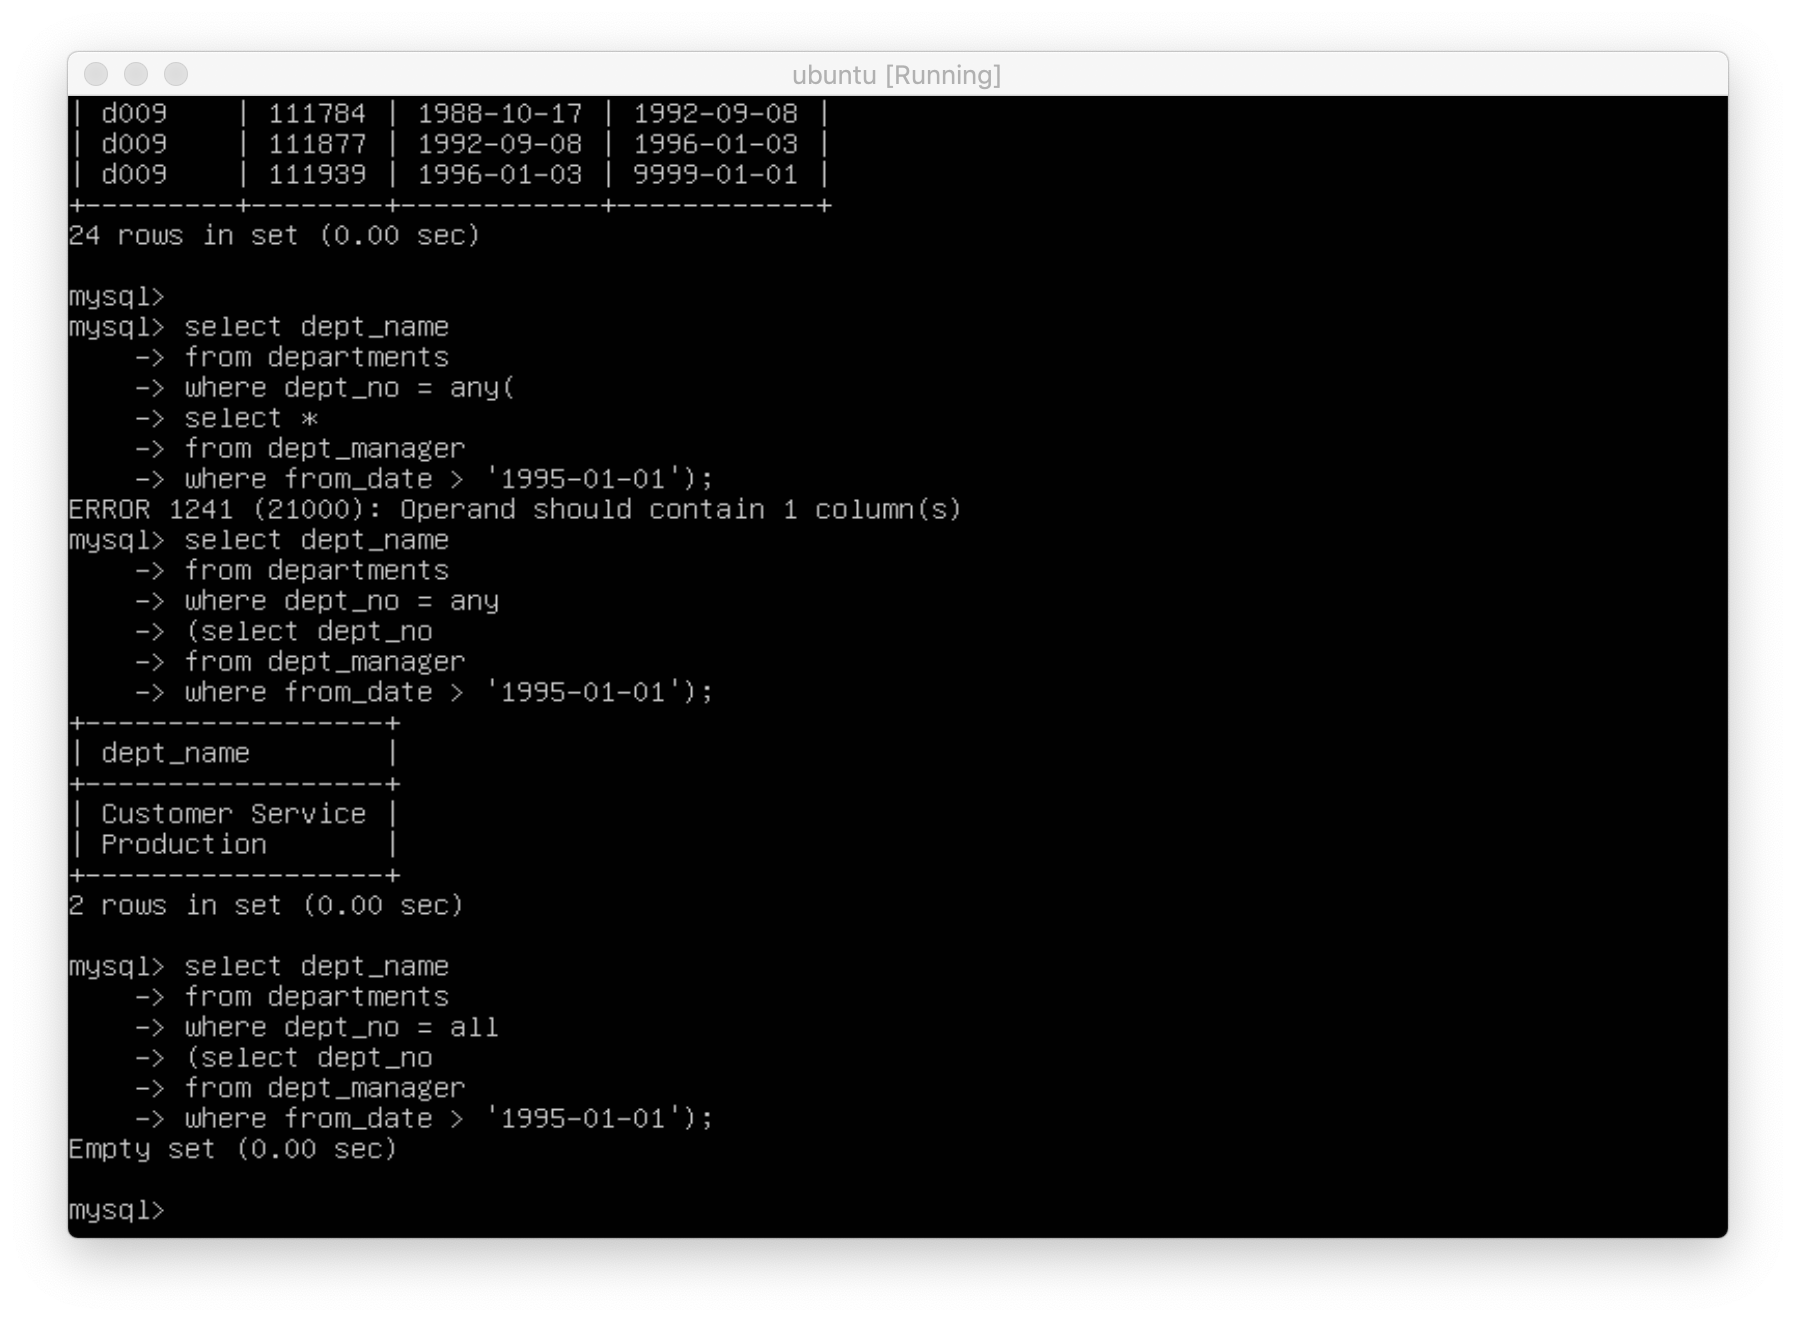 ubuntu [Running]
| d009    | 111784 | 1988-10-17 | 1992-09-08 |
| d009    | 111877 | 1992-09-08 | 1996-01-03 |
| d009    | 111939 | 1996-01-03 | 9999-01-01 |
+---------+--------+------------+------------+
24 rows in set (0.00 sec)
mysql>
mysql> select dept_name
    -> from departments
    -> where dept_no = any(
    -> select *
    -> from dept_manager
    -> where from_date > '1995-01-01');
ERROR 1241 (21000): Operand should contain 1 column(s)
mysql> select dept_name
    -> from departments
    -> where dept_no = any
    -> (select dept_no
    -> from dept_manager
    -> where from_date > '1995-01-01');
+------------------+
| dept_name        |
+------------------+
| Customer Service |
| Production       |
+------------------+
2 rows in set (0.00 sec)
mysql> select dept_name
    -> from departments
    -> where dept_no = all
    -> (select dept_no
    -> from dept_manager
    -> where from_date > '1995-01-01');
Empty set (0.00 sec)
mysql>